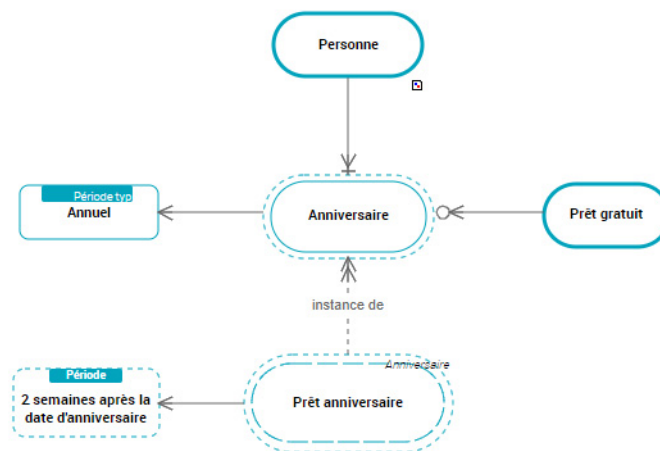 Personne
Période typ
Annuel
Anniversaire
Prêt gratuit
instance de
Anniversaire
Période
2 semaines après la
date d'anniversaire
Prêt anniversaire